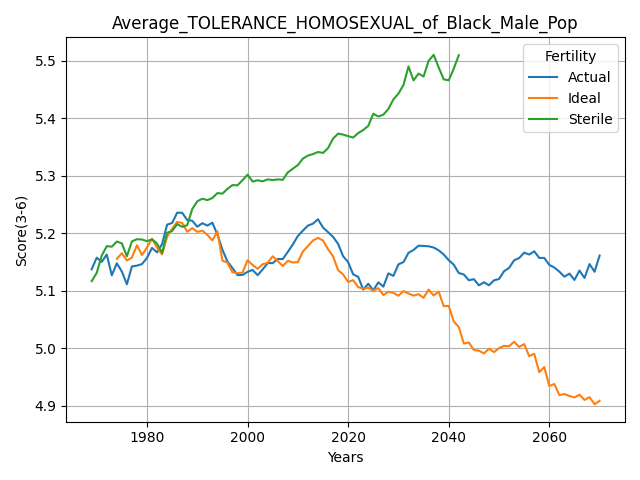 Average_TOLERANCE_HOMOSEXUAL_of_Black_Male_Pop
Fertility
Actual
Ideal
Sterile
Score(3-6)
5.5
5.4
5.3
5.2
5.1
5.0
4.9
1980 2000 2020 2040 2060
Years